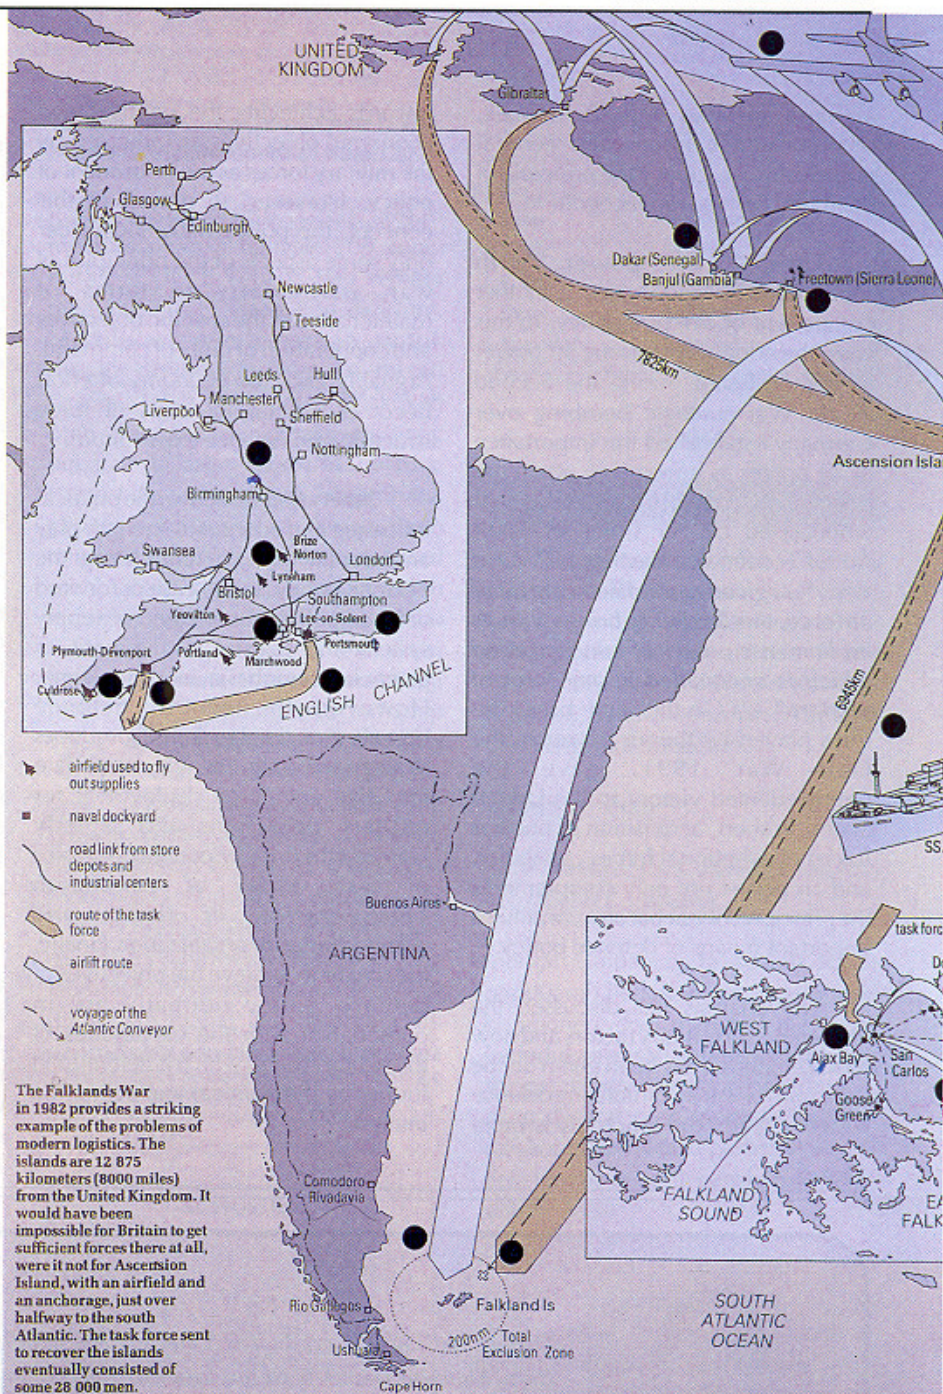 UNITED
KINGDOM
Gibraltar
Dakar (Senegal)
Banjul (Gambia)
Freetown (Sierra Leone)
7825km
Ascension Isla
6945km
SS
Perth
Glasgow
Edinburgh
Newcastle
Teeside
Leeds
Hull
Manchester
Liverpool
Sheffield
Nottingham
Birmingham
Brize
Norton
Swansea
London
Lyneham
Bristol
Southampton
Yeovilton
Lee-on-Solent
Plymouth-Devonport
Portland
Marchwood
Portsmouth
Culdrose
ENGLISH CHANNEL
airfield used to fly
out supplies
naval dockyard
road link from store
depots and
industrial centers
route of the task
force
airlift route
voyage of the
Atlantic Conveyor
Buenos Aires
ARGENTINA
Comodoro
Rivadavia
Rio Gallegos
Ushuaia
Cape Horn
Falkland Is
200nm Total
Exclusion Zone
SOUTH
ATLANTIC
OCEAN
task forc
WEST
FALKLAND
Ajax Bay
San
Carlos
Goose
Green
FALKLAND
SOUND
EA
FALK
The Falklands War
in 1982 provides a striking
example of the problems of
modern logistics. The
islands are 12 875
kilometers (8000 miles)
from the United Kingdom. It
would have been
impossible for Britain to get
sufficient forces there at all,
were it not for Ascension
Island, with an airfield and
an anchorage, just over
halfway to the south
Atlantic. The task force sent
to recover the islands
eventually consisted of
some 28 000 men.